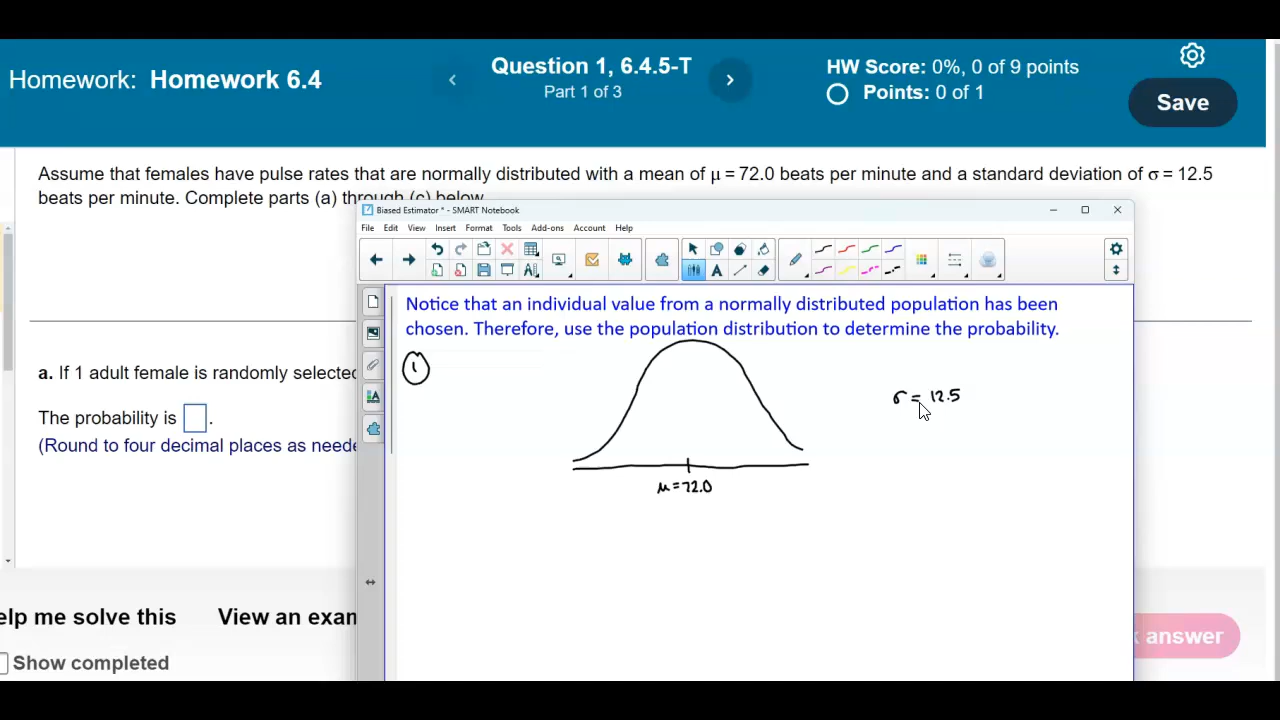 Homework: Homework 6.4
Question 1, 6.4.5-T
Part 1 of 3
HW Score: 0%, 0 of 9 points
Points: 0 of 1
Save
Assume that females have pulse rates that are normally distributed with a mean of μ = 72.0 beats per minute and a standard deviation of σ = 12.5
beats per minute. Complete parts (a) through (c) below.
Biased Estimator * - SMART Notebook
File Edit View Insert Format Tools Add-ons Account Help
Notice that an individual value from a normally distributed population has been
chosen. Therefore, use the population distribution to determine the probability.
1
σ = 12.5
μ = 72.0
a. If 1 adult female is randomly selected
The probability is
.
(Round to four decimal places as neede
elp me solve this
View an exan
answer
Show completed